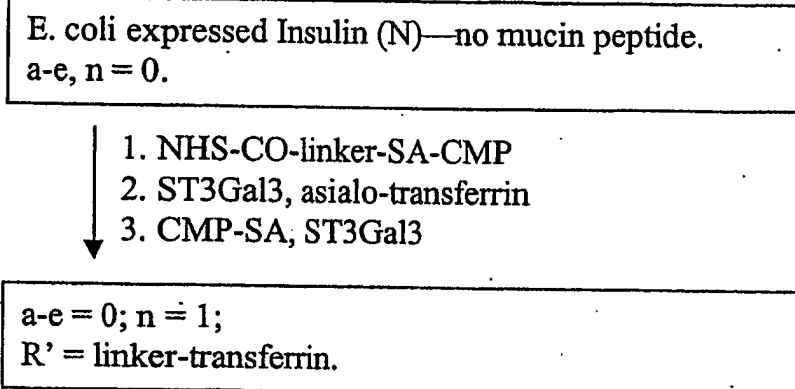 E. coli expressed Insulin (N)—no mucin peptide.
a-e, n = 0.
1. NHS-CO-linker-SA-CMP
2. ST3Gal3, asialo-transferrin
3. CMP-SA, ST3Gal3
a-e = 0; n = 1;
R’ = linker-transferrin.